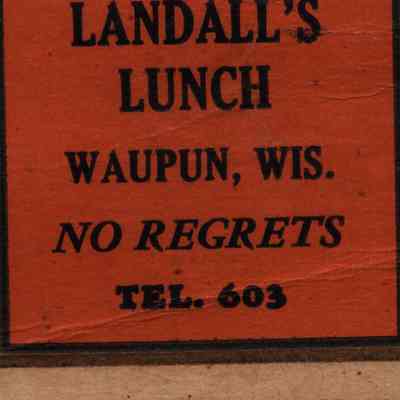 LANDALL'S
LUNCH
WAUPUN, WIS.
NO REGRETS
TEL. 603